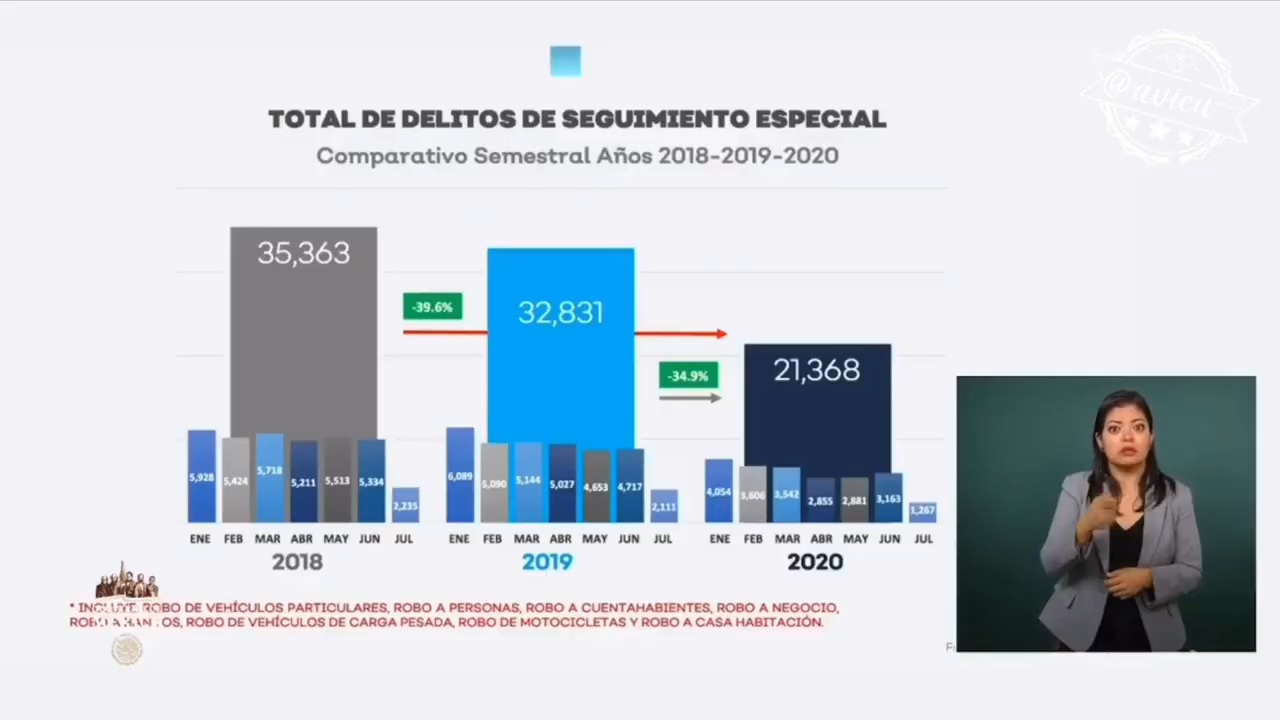 @avicu
TOTAL DE DELITOS DE SEGUIMIENTO ESPECIAL
Comparativo Semestral Años 2018-2019-2020
35,363
32,831
21,368
-39.6%
-34.9%
5,928 5,424 5,718 5,211 5,513 5,334 2,235
6,089 5,090 5,144 5,027 4,653 4,717 2,111
4,054 3,606 3,542 2,855 2,881 3,163 1,267
ENE FEB MAR ABR MAY JUN JUL
ENE FEB MAR ABR MAY JUN JUL
ENE FEB MAR ABR MAY JUN JUL
2018
2019
2020
* INCLUYE ROBO DE VEHÍCULOS PARTICULARES, ROBO A PERSONAS, ROBO A CUENTAHABIENTES, ROBO A NEGOCIO,
ROBO A TOS, ROBO DE VEHÍCULOS DE CARGA PESADA, ROBO DE MOTOCICLETAS Y ROBO A CASA HABITACIÓN.